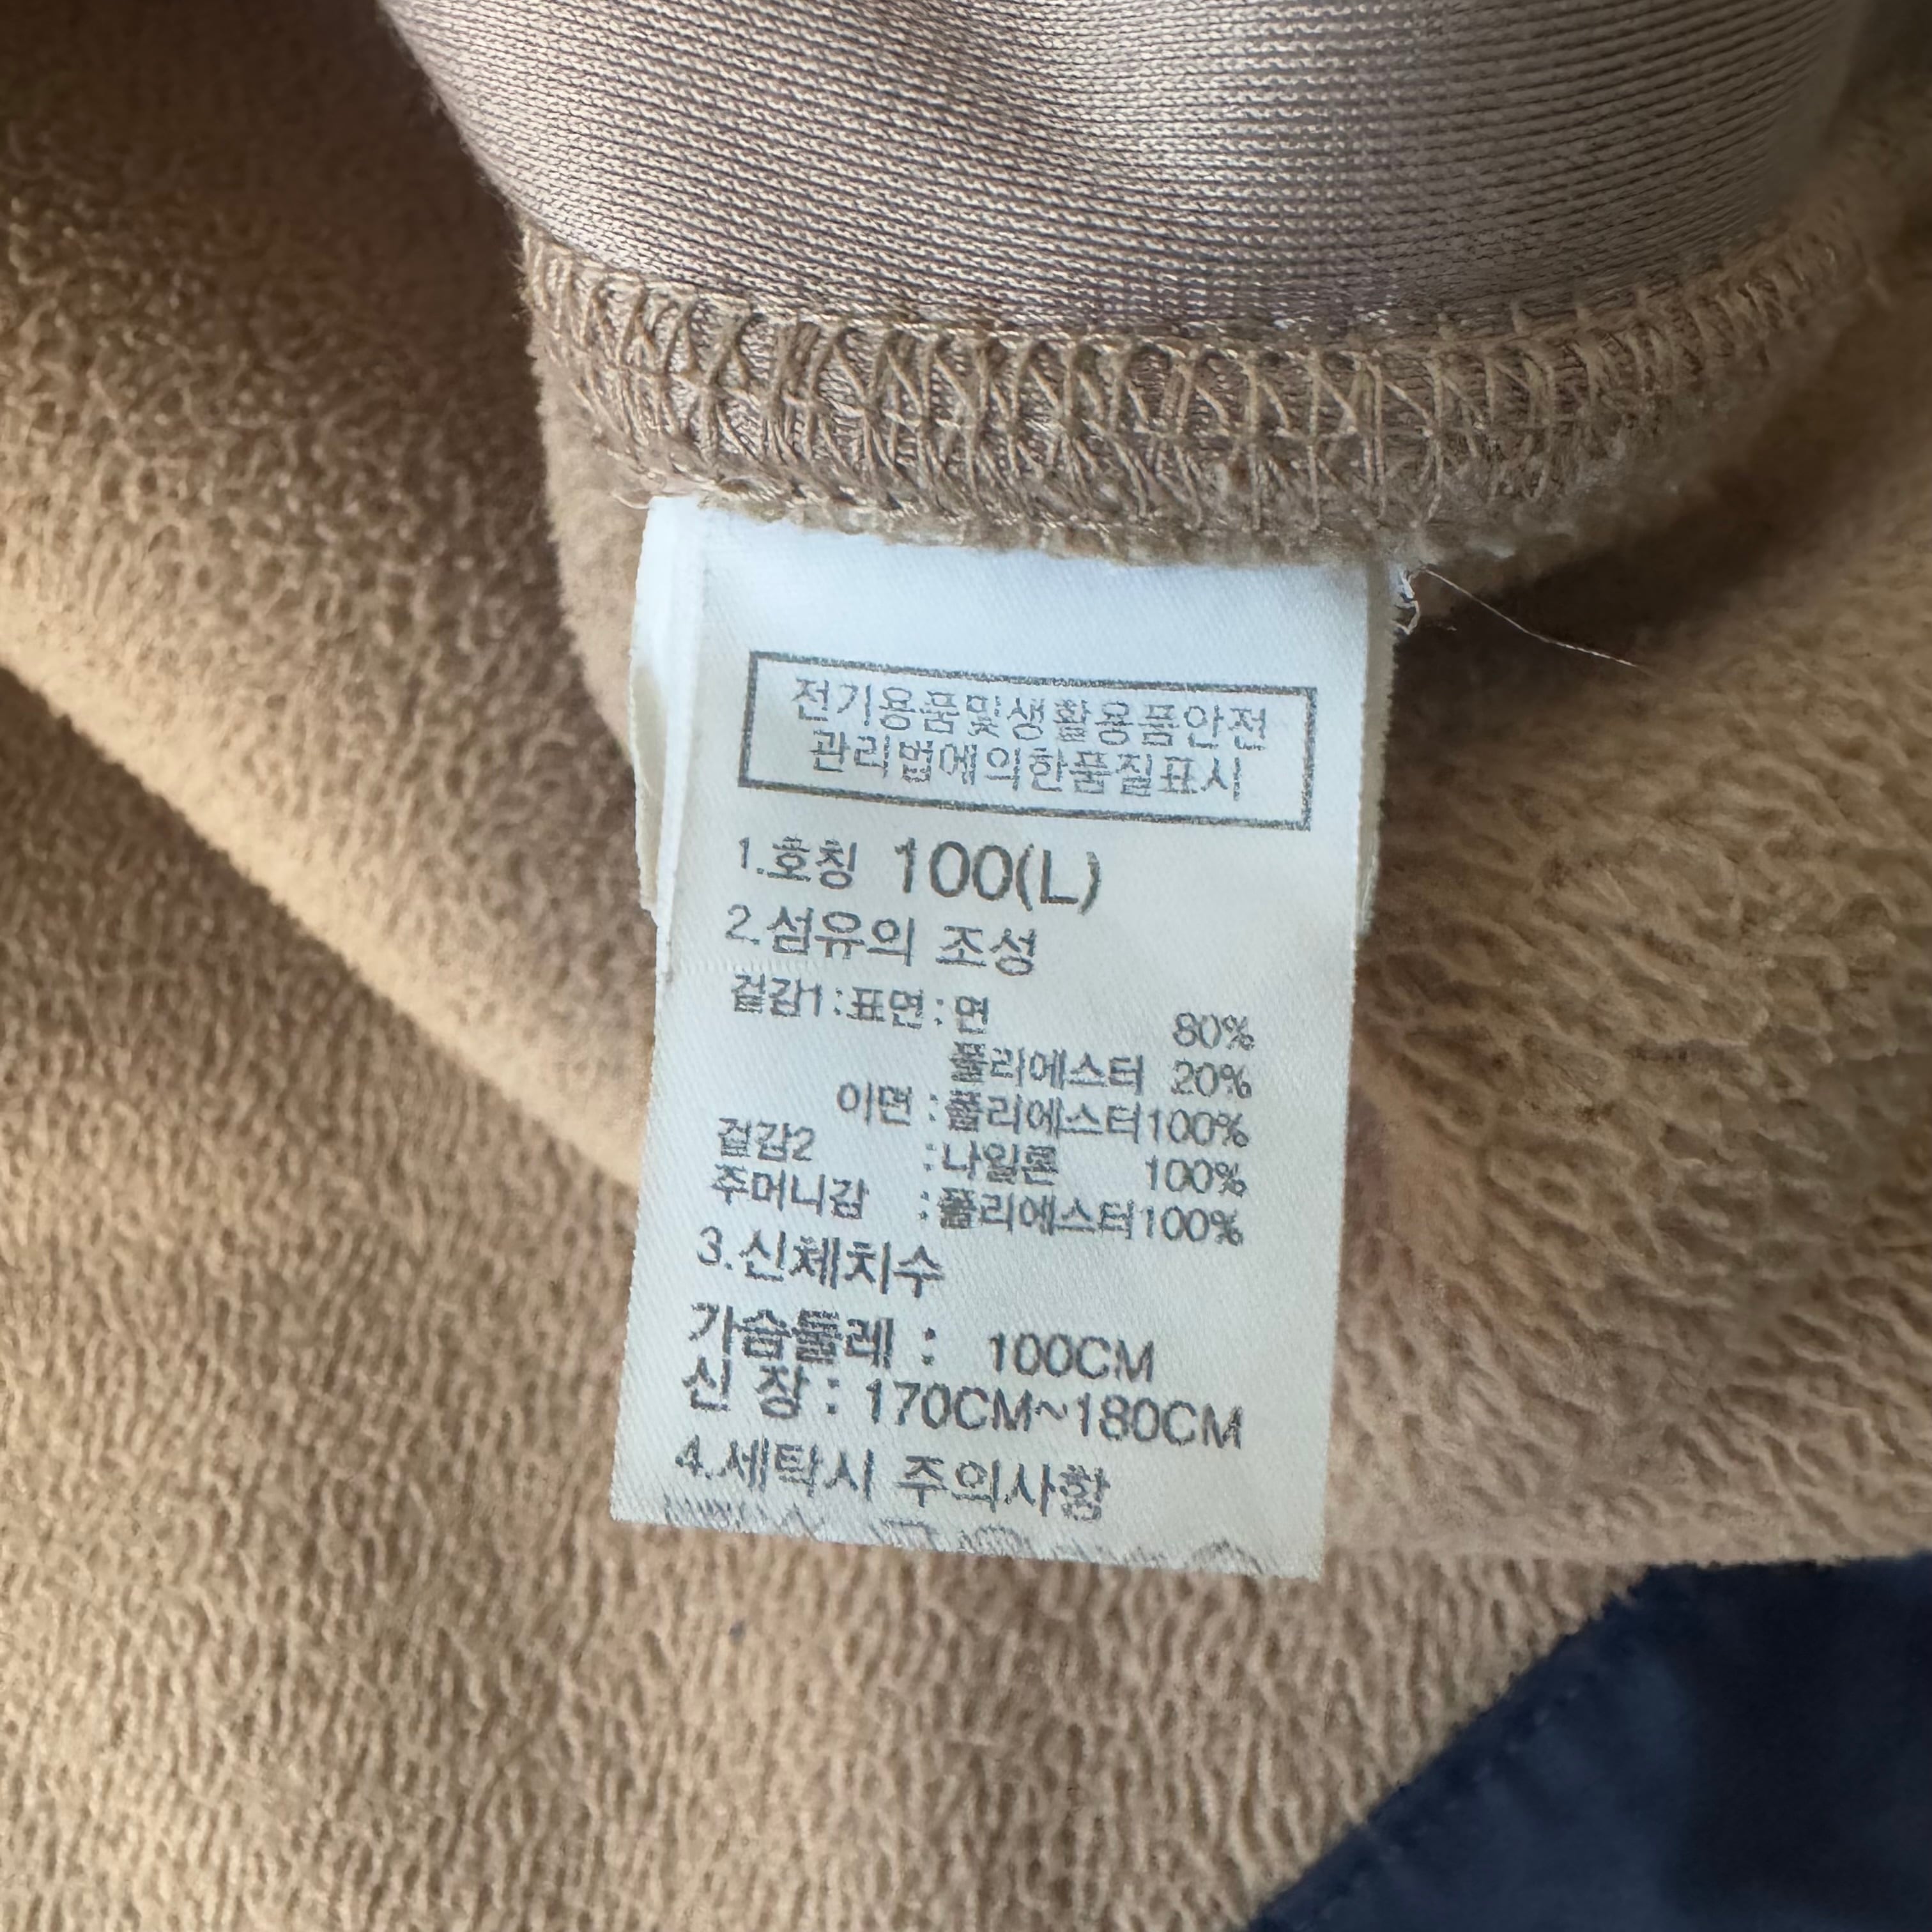 전기용품및생활용품안전
관리법에의한품질표시
1.호칭 100(L)
2.섬유의 조성
겉감1:표면:면 80%
폴리에스터 20%
이면:폴리에스터100%
겉감2 :나일론 100%
주머니감 :폴리에스터100%
3.신체치수
가슴둘레 : 100CM
신 장 : 170CM~180CM
4.세탁시 주의사항